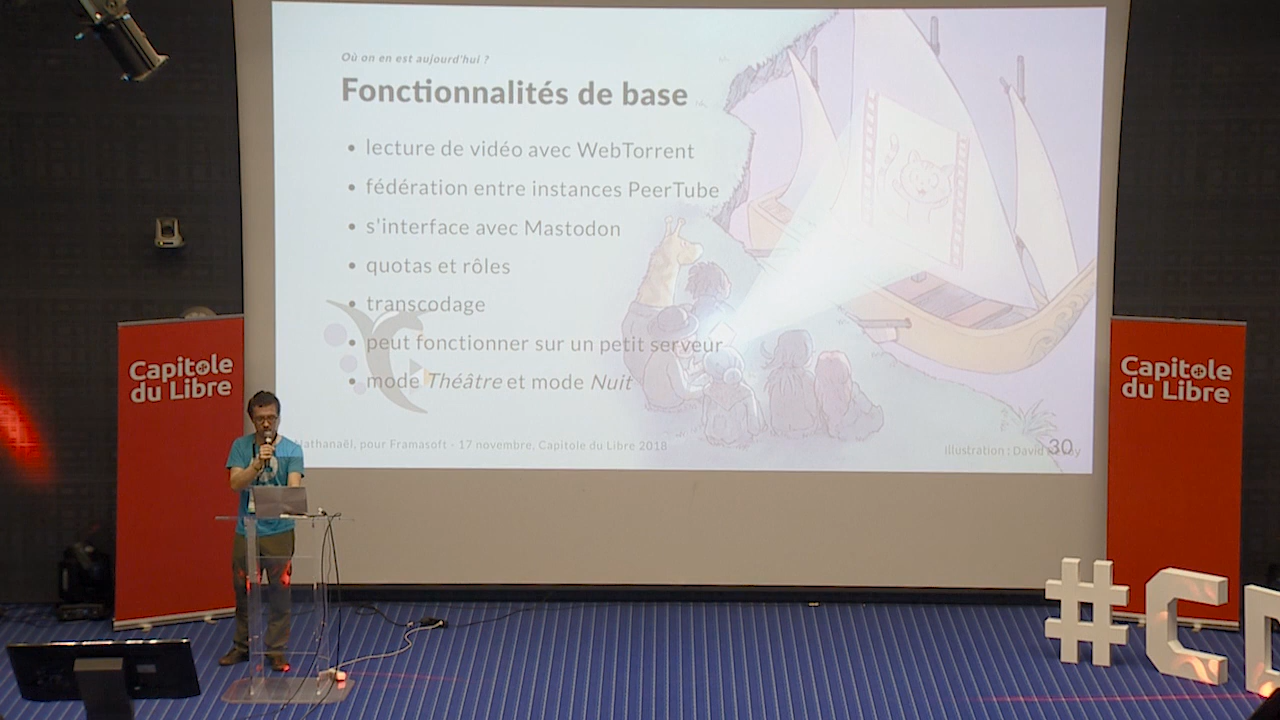 Où on en est aujourd'hui ?
Fonctionnalités de base
• lecture de vidéo avec WebTorrent
• fédération entre instances PeerTube
• s'interface avec Mastodon
• quotas et rôles
• transcodage
• peut fonctionner sur un petit serveur
• mode Théâtre et mode Nuit
Nathanaël, pour Framasoft - 17 novembre, Capitole du Libre 2018
Illustration : David
30
Capitole
du Libre
Capitole
du Libre
#C